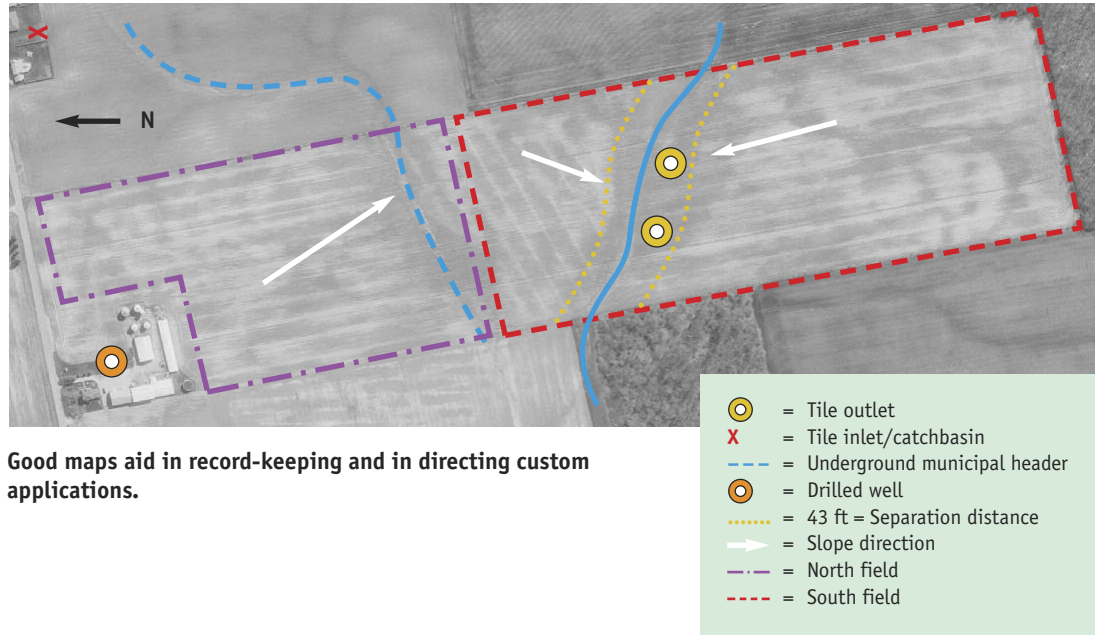 X
N
Good maps aid in record-keeping and in directing custom
applications.
= Tile outlet
X = Tile inlet/catchbasin
= Underground municipal header
= Drilled well
= 43 ft = Separation distance
= Slope direction
= North field
= South field